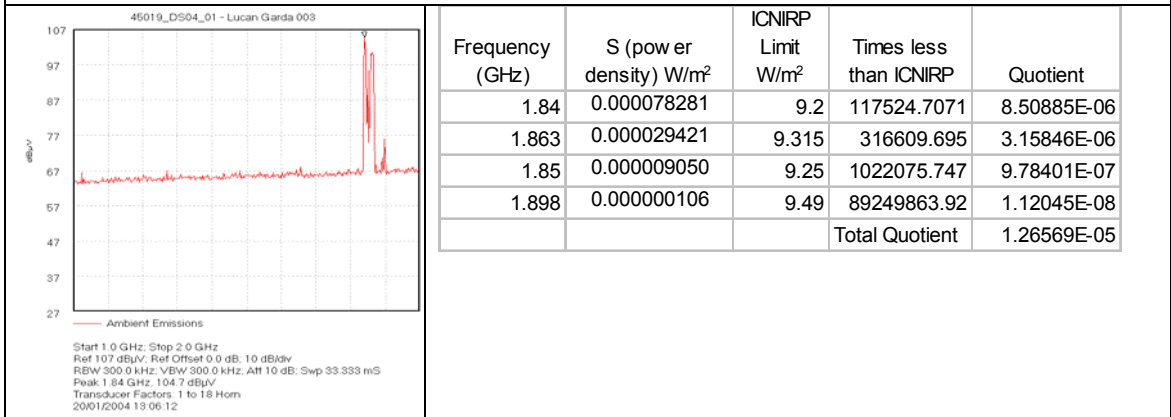 45019_DS04_01 - Lucan Garda 003
107
97
87
77
67
57
47
37
27
dBµV
Ambient Emissions
Start 1.0 GHz; Stop 2.0 GHz
Ref 107 dBµV; Ref Offset 0.0 dB; 10 dB/div
RBW 300.0 kHz; VBW 300.0 kHz; Att 10 dB; Swp 33.333 mS
Peak 1.84 GHz, 104.7 dBµV
Transducer Factors: 1 to 18 Horn
20/01/2004 13:06:12
Frequency (GHz) S (power density) W/m² ICNIRP Limit W/m² Times less than ICNIRP Quotient
1.84 0.000078281 9.2 117524.7071 8.50885E-06
1.863 0.000029421 9.315 316609.695 3.15846E-06
1.85 0.000009050 9.25 1022075.747 9.78401E-07
1.898 0.000000106 9.49 89249863.92 1.12045E-08
Total Quotient 1.26569E-05